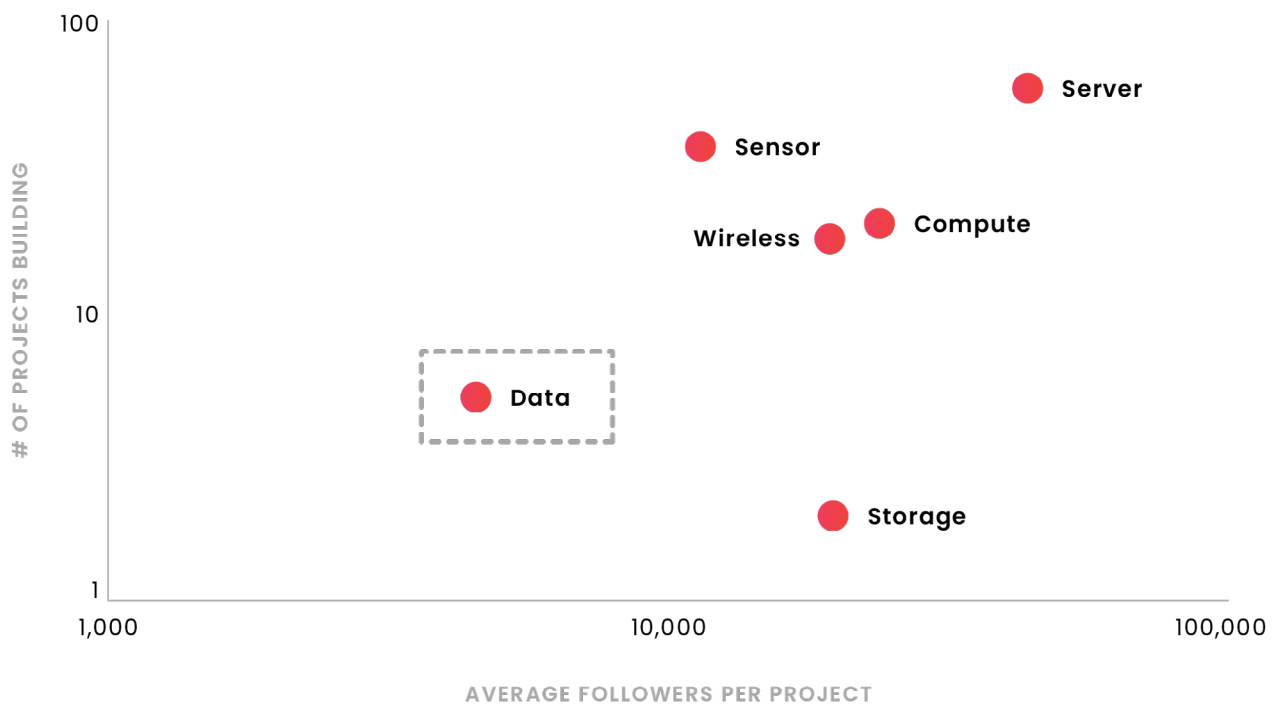 100
Server
Sensor
Wireless
Compute
# OF PROJECTS BUILDING
10
Data
Storage
1
1,000
10,000
100,000
AVERAGE FOLLOWERS PER PROJECT